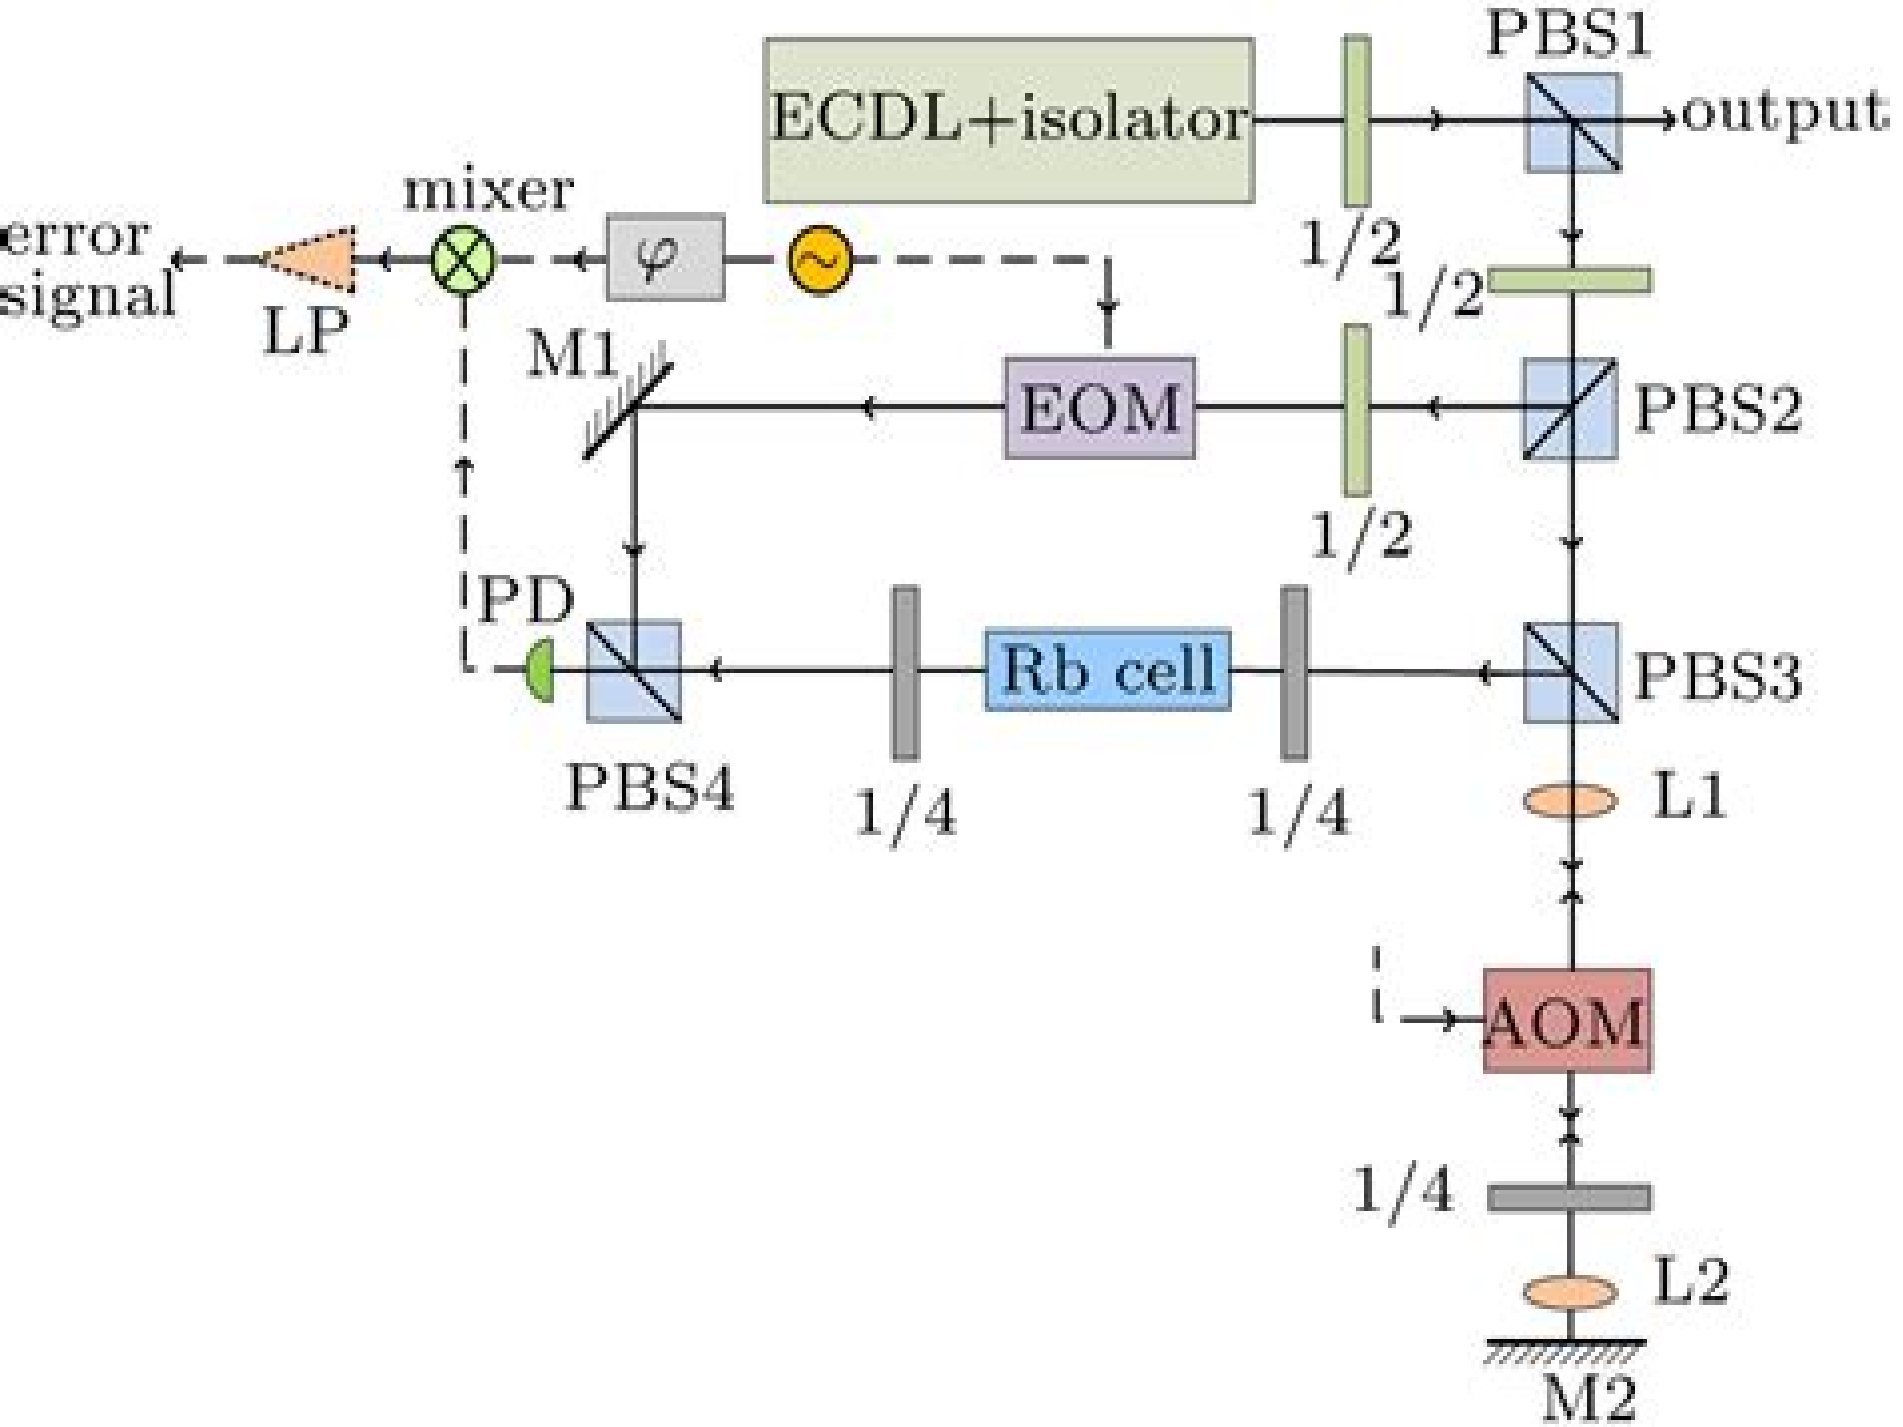 PBS1
ECDL+isolator
output
mixer
error
signal
φ
~
1/2
1/2
LP
M1
EOM
PBS2
1/2
PD
Rb cell
PBS3
PBS4
1/4
1/4
L1
AOM
1/4
L2
M2